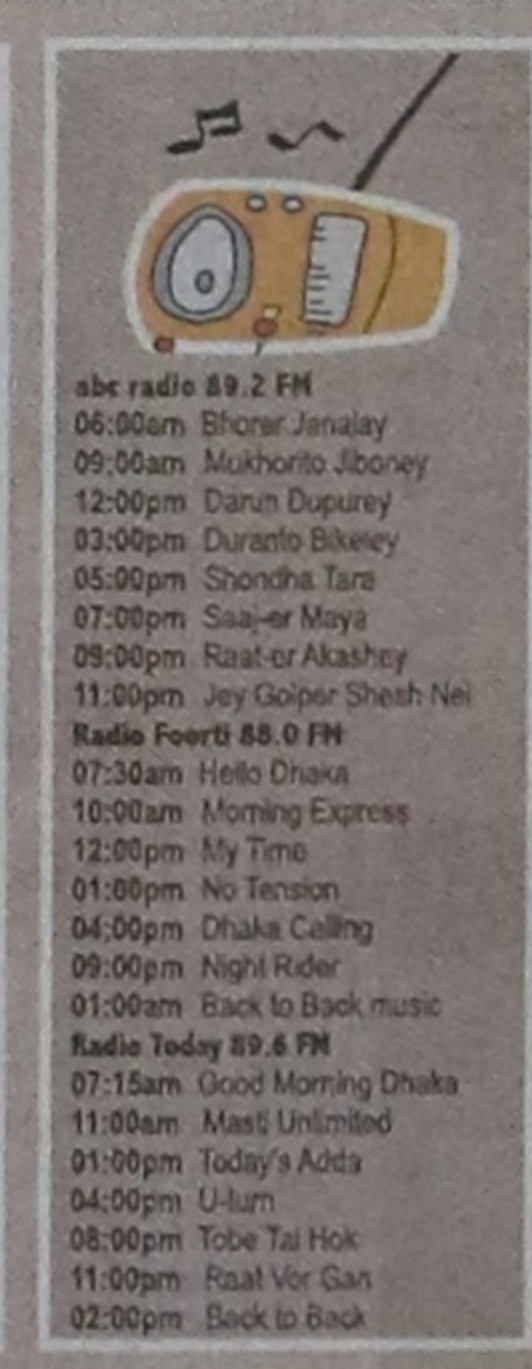 abc radio 89.2 FM
06:00am Bhorer Janalay
09:00am Mukhorito Jiboney
12:00pm Darun Dupurey
03:00pm Duranto Bikeley
05:00pm Shondha Tara
07:00pm Saaj-er Maya
09:00pm Raat-er Akashey
11:00pm Jey Golper Shesh Nei
Radio Foorti 88.0 FM
07:30am Hello Dhaka
10:00am Morning Express
12:00pm My Time
01:00pm No Tension
04:00pm Dhaka Calling
09:00pm Night Rider
01:00am Back to Back music
Radio Today 89.6 FM
07:15am Good Morning Dhaka
11:00am Masti Unlimited
01:00pm Today's Adda
04:00pm U-turn
08:00pm Tobe Tai Hok
11:00pm Raat Vor Gan
02:00pm Back to Back